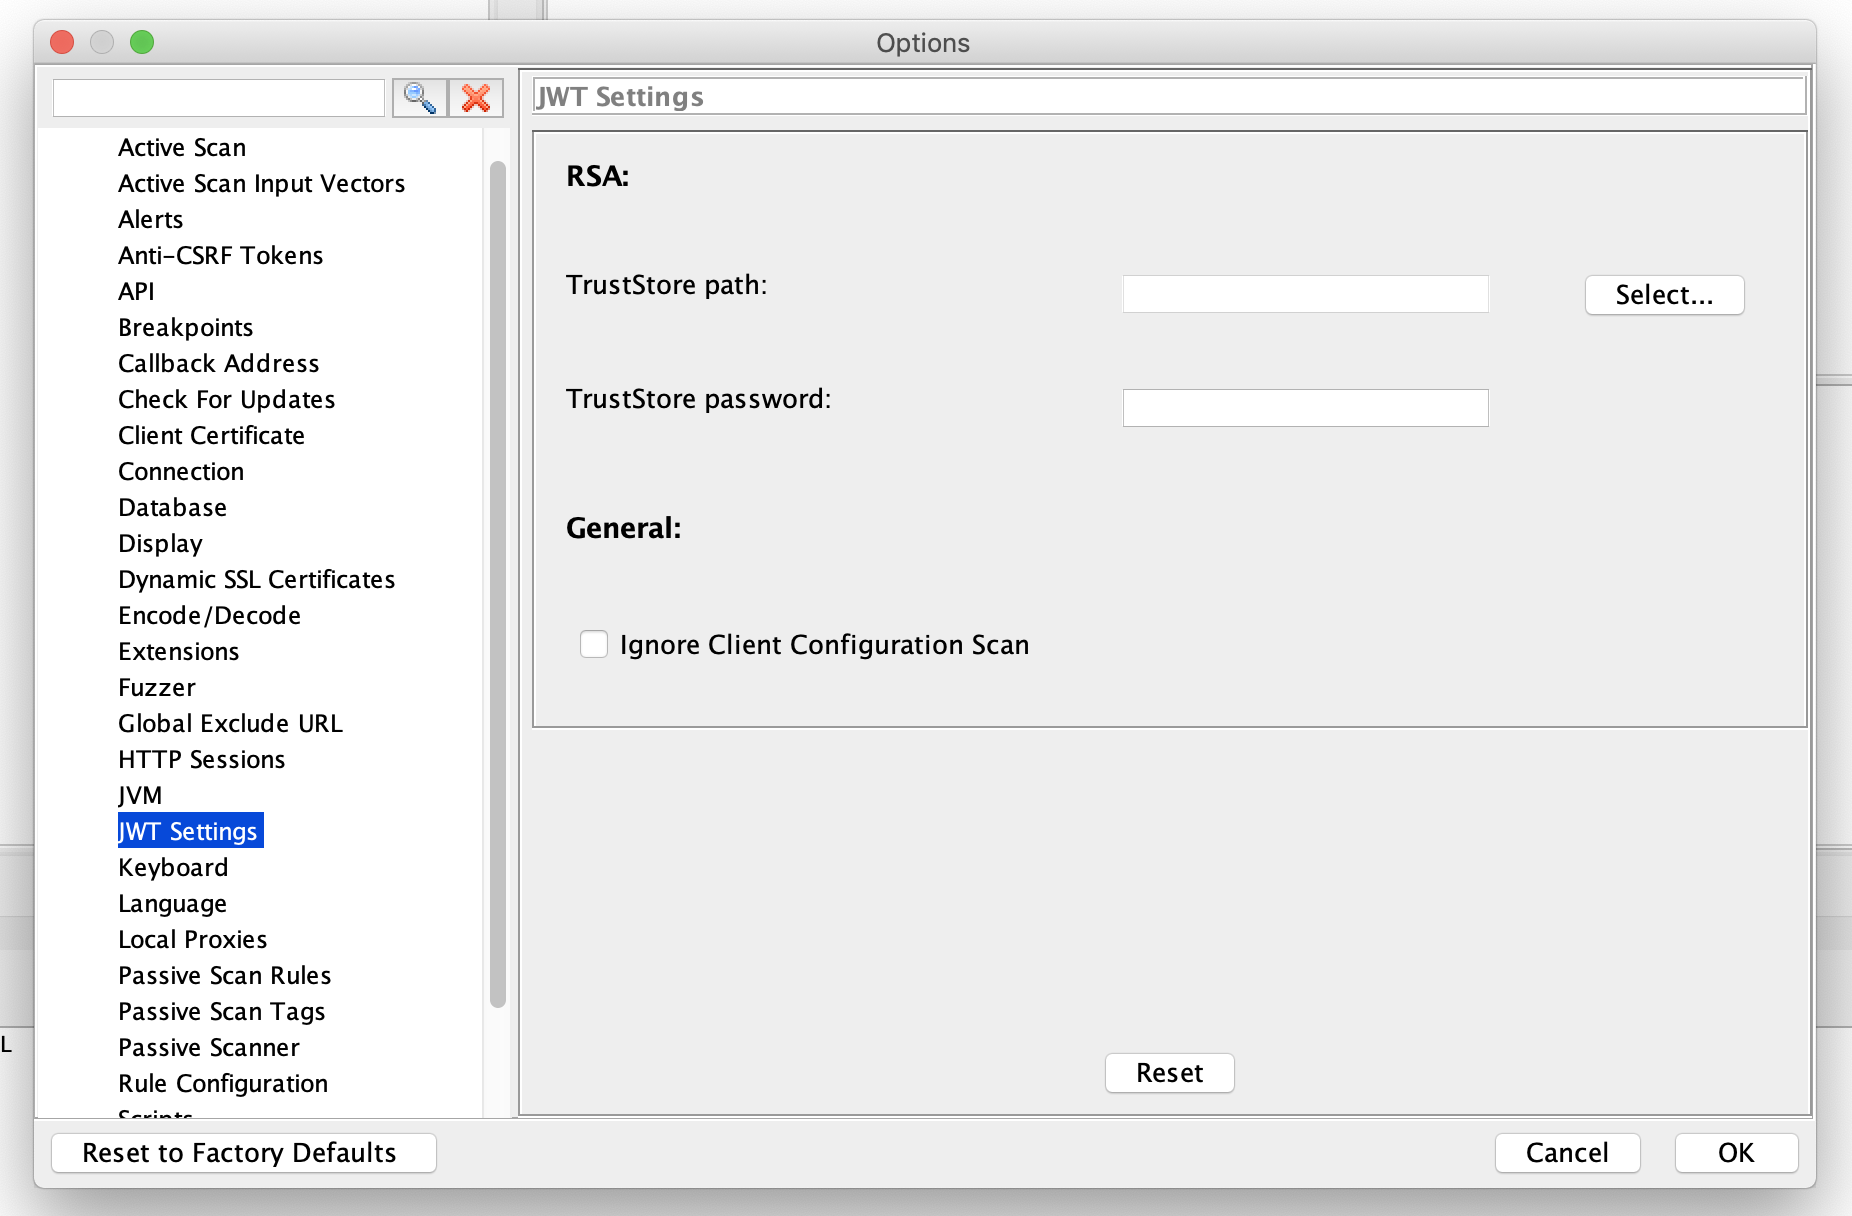 Options
JWT Settings
Active Scan
Active Scan Input Vectors
Alerts
Anti-CSRF Tokens
API
Breakpoints
Callback Address
Check For Updates
Client Certificate
Connection
Database
Display
Dynamic SSL Certificates
Encode/Decode
Extensions
Fuzzer
Global Exclude URL
HTTP Sessions
JVM
JWT Settings
Keyboard
Language
Local Proxies
Passive Scan Rules
Passive Scan Tags
Passive Scanner
Rule Configuration
Scripts
RSA:
TrustStore path:
Select...
TrustStore password:
General:
Ignore Client Configuration Scan
Reset
L
Reset to Factory Defaults
Cancel
OK